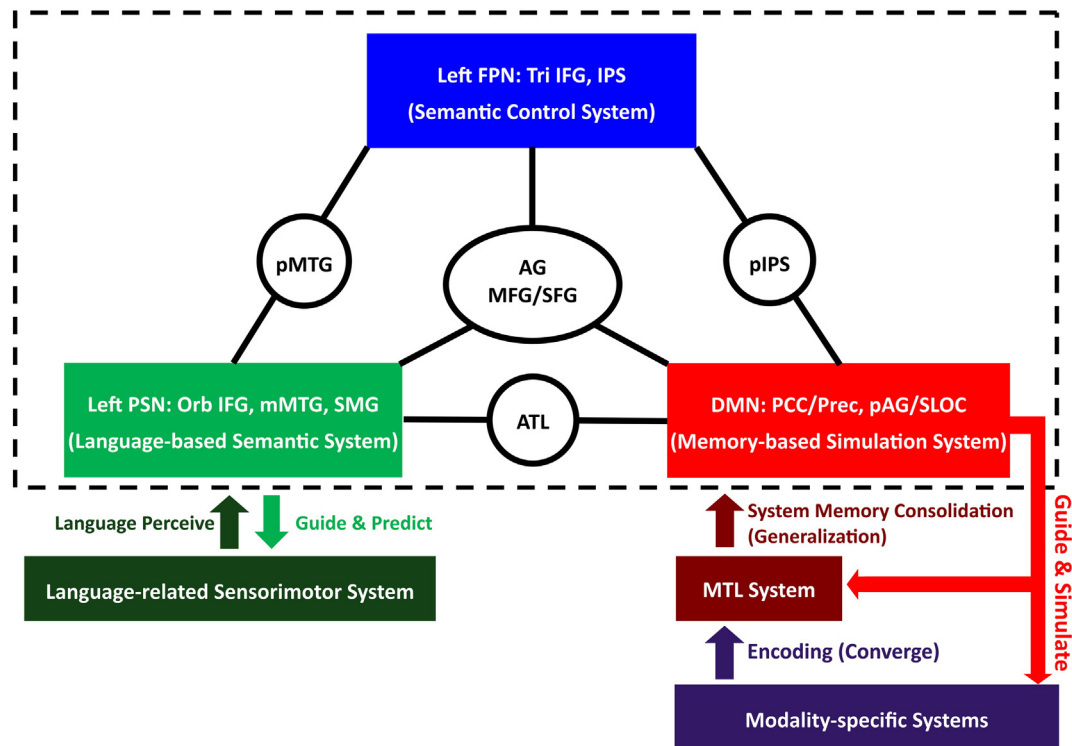 Left FPN: Tri IFG, IPS
(Semantic Control System)
pMTG
AG
MFG/SFG
pIPS
Left PSN: Orb IFG, mMTG, SMG
(Language-based Semantic System)
ATL
DMN: PCC/Prec, pAG/SLOC
(Memory-based Simulation System)
Language Perceive
Guide & Predict
System Memory Consolidation
(Generalization)
Guide & Simulate
Language-related Sensorimotor System
MTL System
Encoding (Converge)
Modality-specific Systems